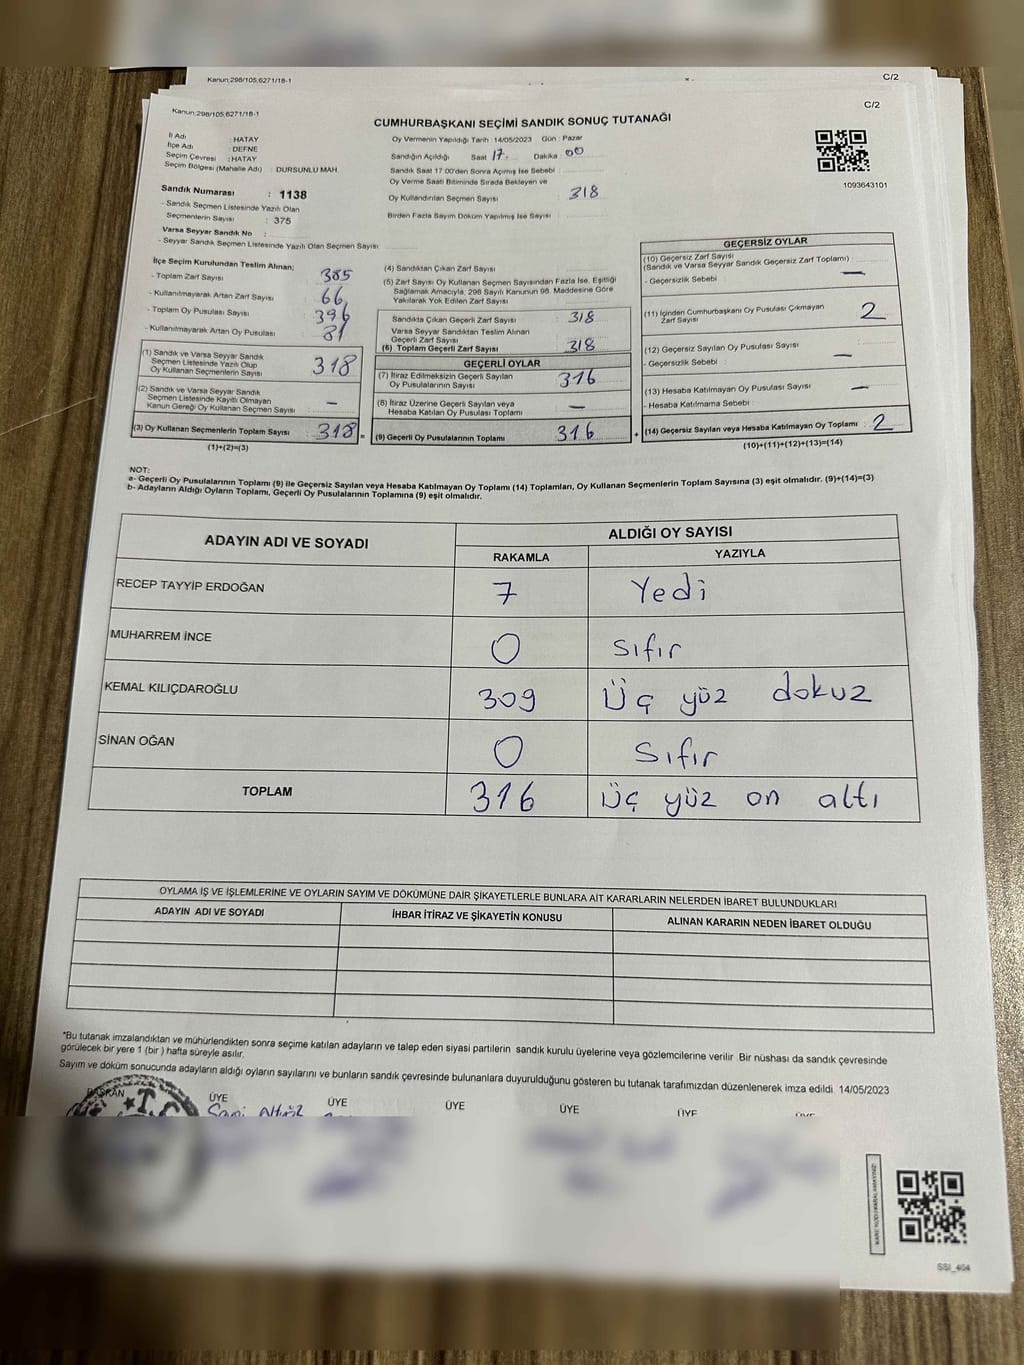 Kanun:298/105,6271/18-1
C/2
Kanun:298/105,6271/18-1
C/2
CUMHURBAŞKANI SEÇİMİ SANDIK SONUÇ TUTANAĞI
İl Adı : HATAY
İlçe Adı : DEFNE
Seçim Çevresi : HATAY
Seçim Bölgesi (Mahalle Adı) : DURSUNLU MAH.
Sandık Numarası : 1138
- Sandık Seçmen Listesinde Yazılı Olan
Seçmenlerin Sayısı : 375
Varsa Seyyar Sandık No :
- Seyyar Sandık Seçmen Listesinde Yazılı Olan Seçmen Sayısı
Oy Vermenin Yapıldığı Tarih : 14/05/2023 Gün : Pazar
Sandığın Açıldığı Saat 17 Dakika 00
Sandık Saat 17.00'den Sonra Açımış İse Sebebi :
Oy Verme Saati Bitiminde Sırada Bekleyen ve
Oy Kullandırılan Seçmen Sayısı : 318
Birden Fazla Sayım Döküm Yapılmış İse Sayısı :
1093643101
İlçe Seçim Kurulundan Teslim Alınan;
- Toplam Zarf Sayısı : 385
- Kullanılmayarak Artan Zarf Sayısı : 66
- Toplam Oy Pusulası Sayısı : 396
- Kullanılmayarak Artan Oy Pusulası : 81
(1) Sandık ve Varsa Seyyar Sandık
Seçmen Listesinde Yazılı Olup
Oy Kullanan Seçmenlerin Sayısı : 318
(2) Sandık ve Varsa Seyyar Sandık
Seçmen Listesinde Kayıtlı Olmayan
Kanun Gereği Oy Kullanan Seçmen Sayısı : –
(3) Oy Kullanan Seçmenlerin Toplam Sayısı : 318 =
(1)+(2)=(3)
(4) Sandıktan Çıkan Zarf Sayısı :
(5) Zarf Sayısı Oy Kullanan Seçmen Sayısından Fazla İse, Eşitliği
Sağlamak Amacıyla, 298 Sayılı Kanunun 98. Maddesine Göre
Yakılarak Yok Edilen Zarf Sayısı :
Sandıkta Çıkan Geçerli Zarf Sayısı : 318
Varsa Seyyar Sandıktan Teslim Alınan
Geçerli Zarf Sayısı :
(6) Toplam Geçerli Zarf Sayısı : 318
GEÇERLİ OYLAR
(7) İtiraz Edilmeksizin Geçerli Sayılan
Oy Pusulalarının Sayısı : 316
(8) İtiraz Üzerine Geçerli Sayılan veya
Hesaba Katılan Oy Pusulası Toplamı : –
(9) Geçerli Oy Pusulalarının Toplamı : 316 +
GEÇERSİZ OYLAR
(10) Geçersiz Zarf Sayısı
(Sandık ve Varsa Seyyar Sandık Geçersiz Zarf Toplamı) :
- Geçersizlik Sebebi : –
(11) İçinden Cumhurbaşkanı Oy Pusulası Çıkmayan
Zarf Sayısı : 2
(12) Geçersiz Sayılan Oy Pusulası Sayısı :
- Geçersizlik Sebebi : –
(13) Hesaba Katılmayan Oy Pusulası Sayısı : –
- Hesaba Katılmama Sebebi :
(14) Geçersiz Sayılan veya Hesaba Katılmayan Oy Toplamı : 2
(10)+(11)+(12)+(13)=(14)
NOT:
a- Geçerli Oy Pusulalarının Toplamı (9) ile Geçersiz Sayılan veya Hesaba Katılmayan Oy Toplamı (14) Toplamları, Oy Kullanan Seçmenlerin Toplam Sayısına (3) eşit olmalıdır. (9)+(14)=(3)
b- Adayların Aldığı Oyların Toplamı, Geçerli Oy Pusulalarının Toplamına (9) eşit olmalıdır.
ADAYIN ADI VE SOYADI
ALDIĞI OY SAYISI
RAKAMLA YAZIYLA
RECEP TAYYİP ERDOĞAN 7 Yedi
MUHARREM İNCE 0 Sıfır
KEMAL KILIÇDAROĞLU 309 Üç yüz dokuz
SİNAN OĞAN 0 Sıfır
TOPLAM 316 Üç yüz on altı
OYLAMA İŞ VE İŞLEMLERİNE VE OYLARIN SAYIM VE DÖKÜMÜNE DAİR ŞİKAYETLERLE BUNLARA AİT KARARLARIN NELERDEN İBARET BULUNDUKLARI
ADAYIN ADI VE SOYADI İHBAR İTİRAZ VE ŞİKAYETİN KONUSU ALINAN KARARIN NEDEN İBARET OLDUĞU
*Bu tutanak imzalandıktan ve mühürlendikten sonra seçime katılan adayların ve talep eden siyasi partilerin sandık kurulu üyelerine veya gözlemcilerine verilir. Bir nüshası da sandık çevresinde
görülecek bir yere 1 (bir ) hafta süreyle asılır.
Sayım ve döküm sonucunda adayların aldığı oyların sayılarını ve bunların sandık çevresinde bulunanlara duyurulduğunu gösteren bu tutanak tarafımızdan düzenlenerek imza edildi. 14/05/2023
BAŞKAN ÜYE ÜYE ÜYE ÜYE ÜYE ÜYE
T.C.
SSI_404